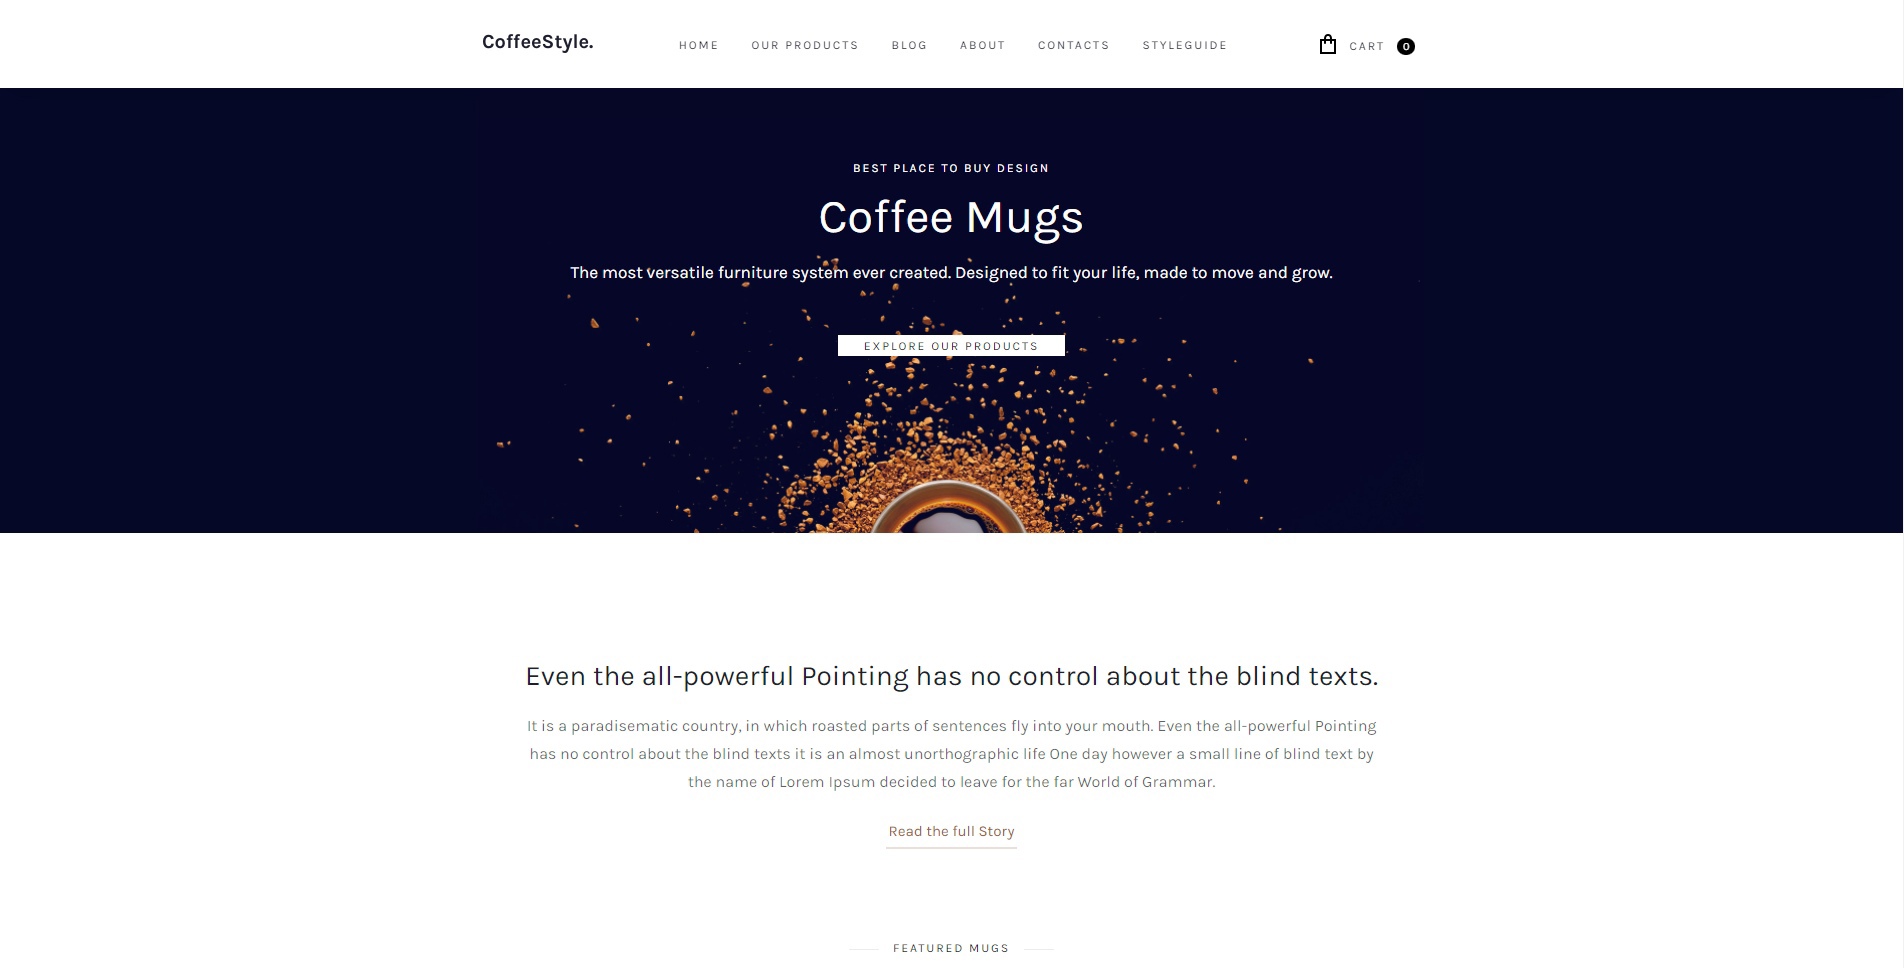 CoffeeStyle.
HOME OUR PRODUCTS BLOG ABOUT CONTACTS STYLEGUIDE
CART 0
BEST PLACE TO BUY DESIGN
Coffee Mugs
The most versatile furniture system ever created. Designed to fit your life, made to move and grow.
EXPLORE OUR PRODUCTS
Even the all-powerful Pointing has no control about the blind texts.
It is a paradisematic country, in which roasted parts of sentences fly into your mouth. Even the all-powerful Pointing
has no control about the blind texts it is an almost unorthographic life One day however a small line of blind text by
the name of Lorem Ipsum decided to leave for the far World of Grammar.
Read the full Story
FEATURED MUGS